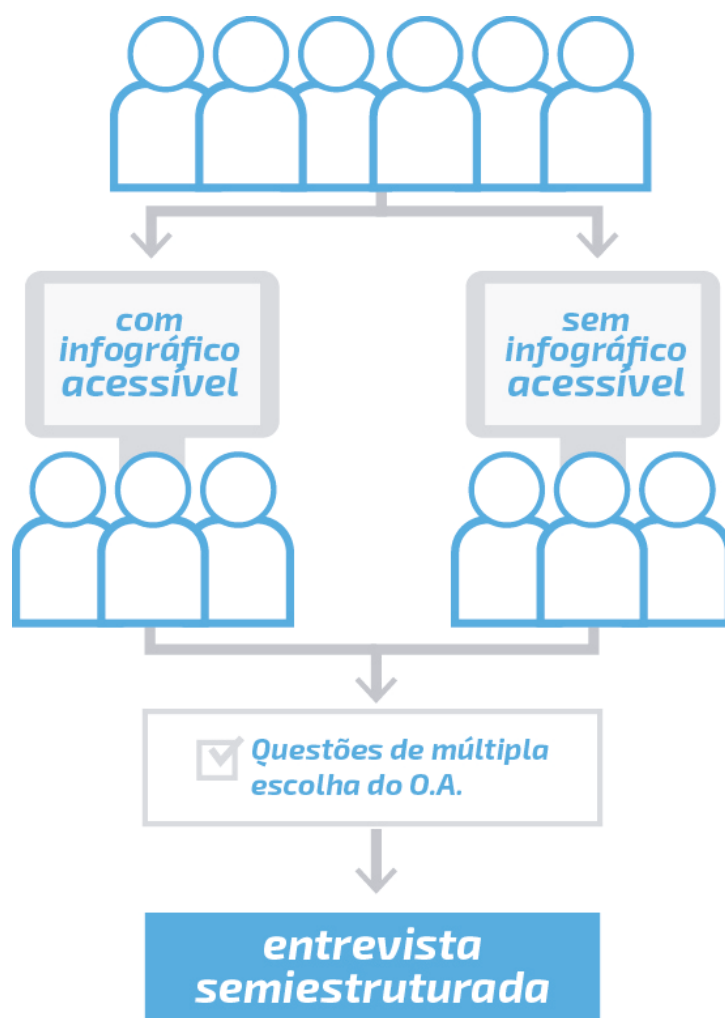 com
infográfico
acessível
sem
infográfico
acessível
Questões de múltipla
escolha do O.A.
entrevista
semiestruturada